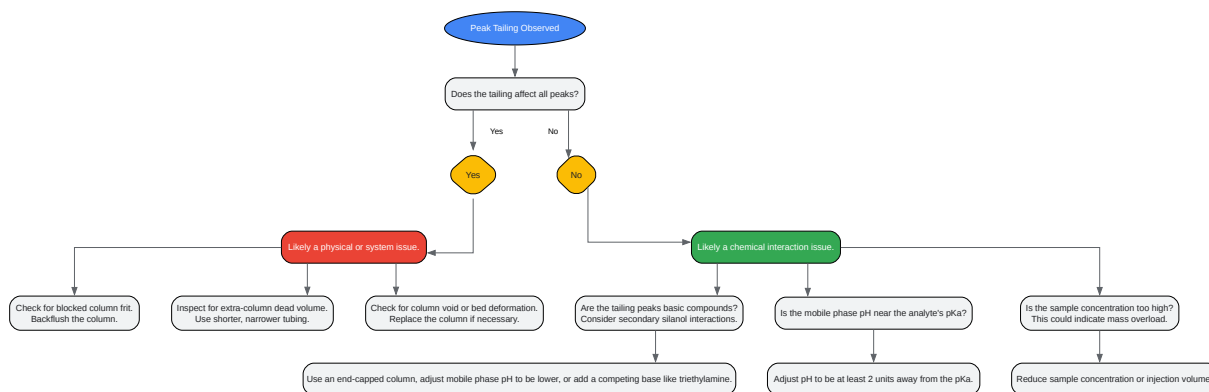 Peak Tailing Observed
Does the tailing affect all peaks?
Yes
No
Yes
No
Likely a physical or system issue.
Likely a chemical interaction issue.
Check for blocked column frit.
Backflush the column.
Inspect for extra-column dead volume.
Use shorter, narrower tubing.
Check for column void or bed deformation.
Replace the column if necessary.
Are the tailing peaks basic compounds?
Consider secondary silanol interactions.
Is the mobile phase pH near the analyte's pKa?
Is the sample concentration too high?
This could indicate mass overload.
Use an end-capped column, adjust mobile phase pH to be lower, or add a competing base like triethylamine.
Adjust pH to be at least 2 units away from the pKa.
Reduce sample concentration or injection volume.